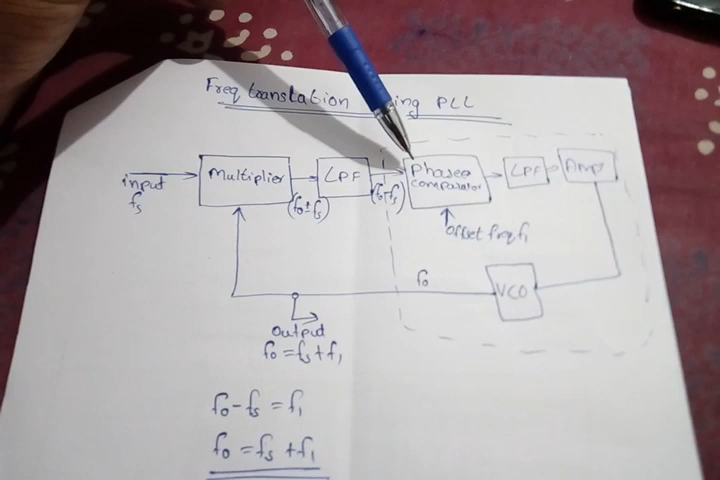 Freq translation using PLL
input
fs
Multiplier
(fo±fs)
LPF
(fo-fs)
Phase
comparator
offset freq f1
LPF
Amp
VCO
fo
output
fo = fs + f1
fo - fs = f1
fo = fs + f1